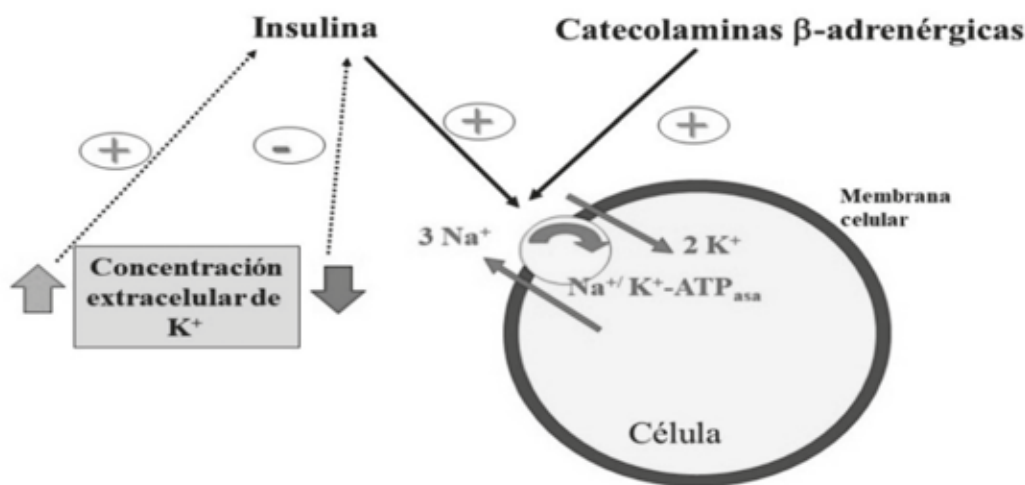 Insulina
Catecolaminas β-adrenérgicas
+
-
+
+
Membrana
celular
3 Na⁺
2 K⁺
Concentración
extracelular de
K⁺
Na⁺/ K⁺-ATPₐₛₐ
Célula